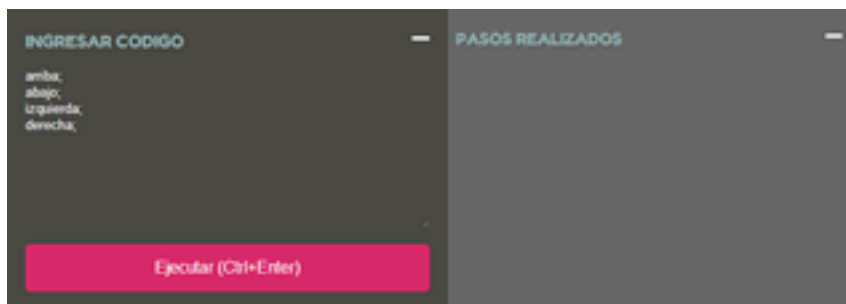 INGRESAR CODIGO
arriba;
abajo;
izquierda;
derecha;
Ejecutar (Ctrl+Enter)
PASOS REALIZADOS